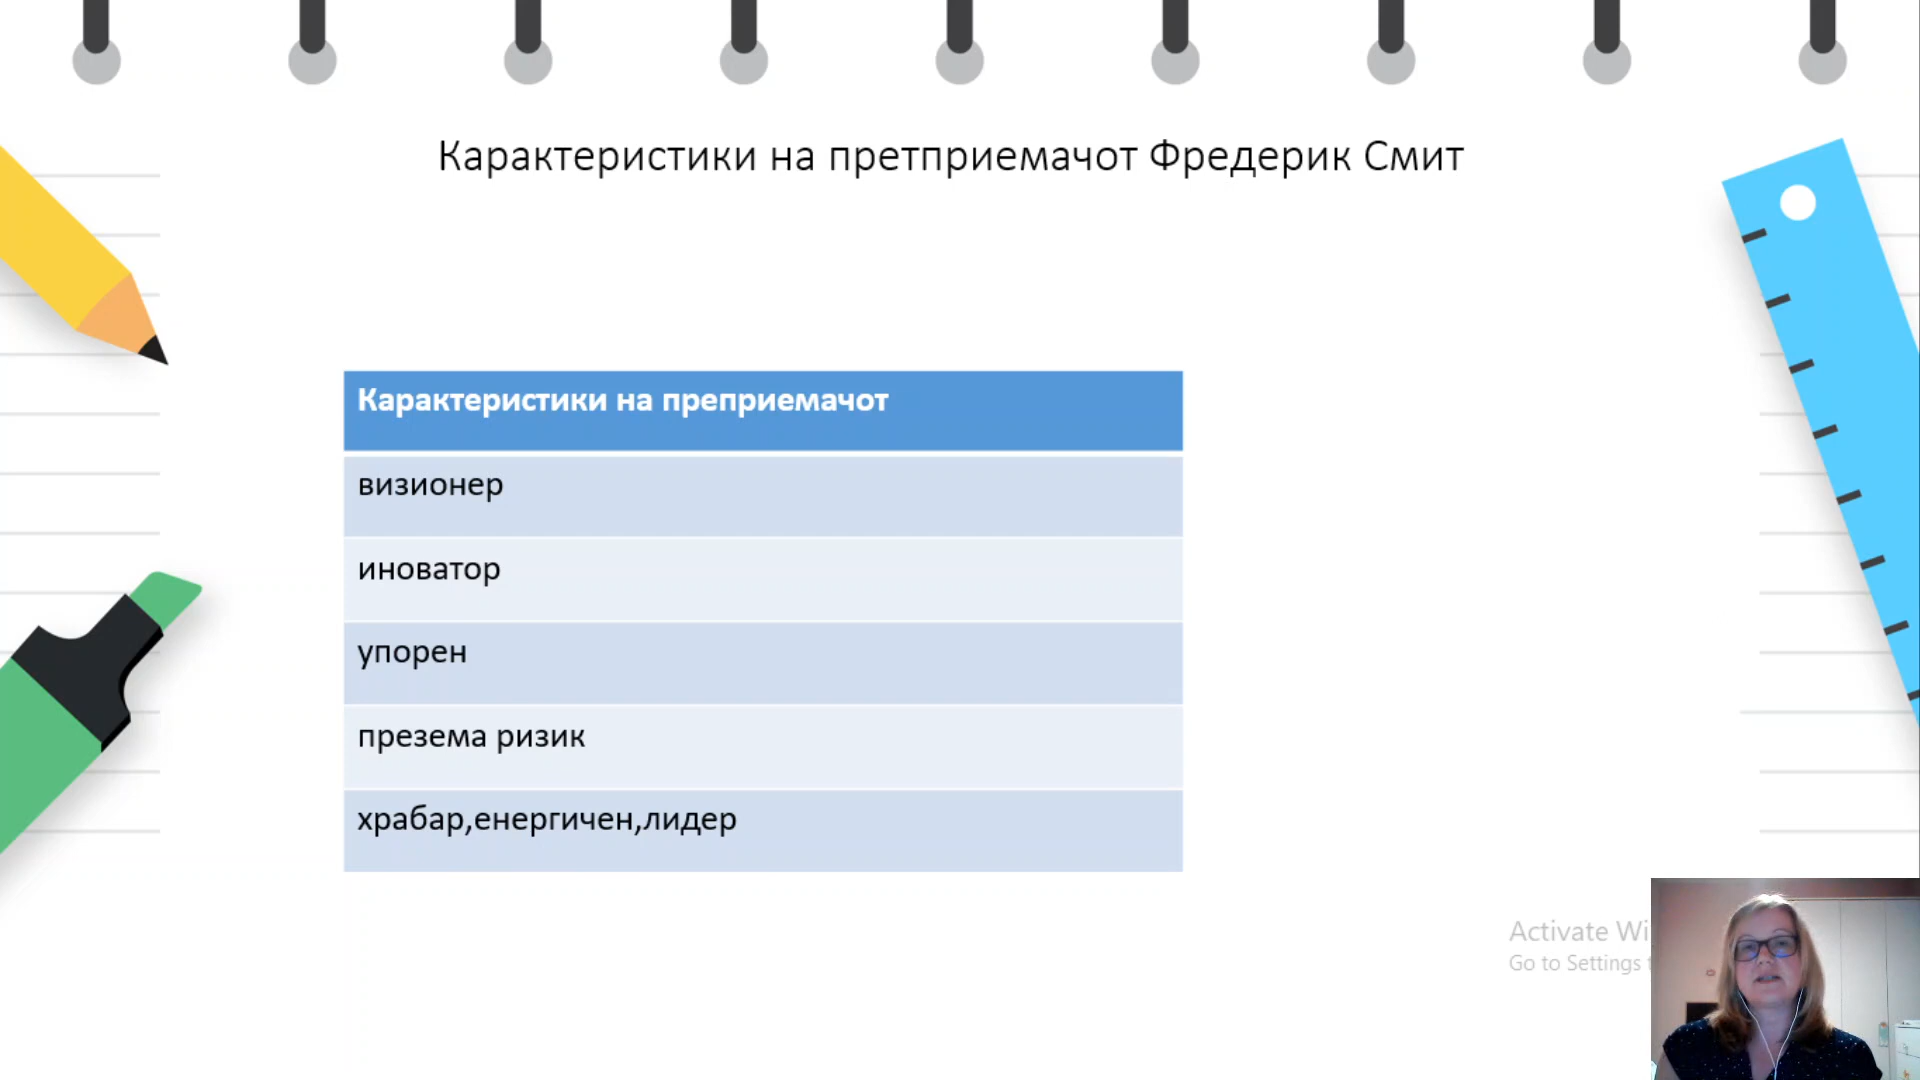 Карактеристики на претприемачот Фредерик Смит
Карактеристики на преприемачот
визионер
иноватор
упорен
презема ризик
храбар,енергичен,лидер
Activate Wi
Go to Settings